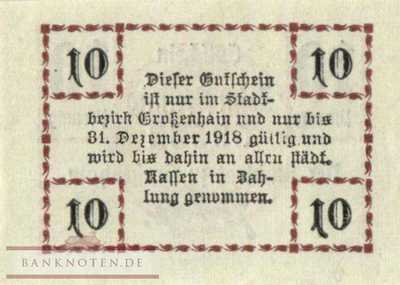 10 10
Dieser Gutschein
ist nur im Stadt-
bezirk Großenhain und nur bis
31. Dezember 1918 gültig und
wird bis dahin an allen städt.
Kassen in Zah-
lung genommen.
10 10
BANKNOTEN.DE